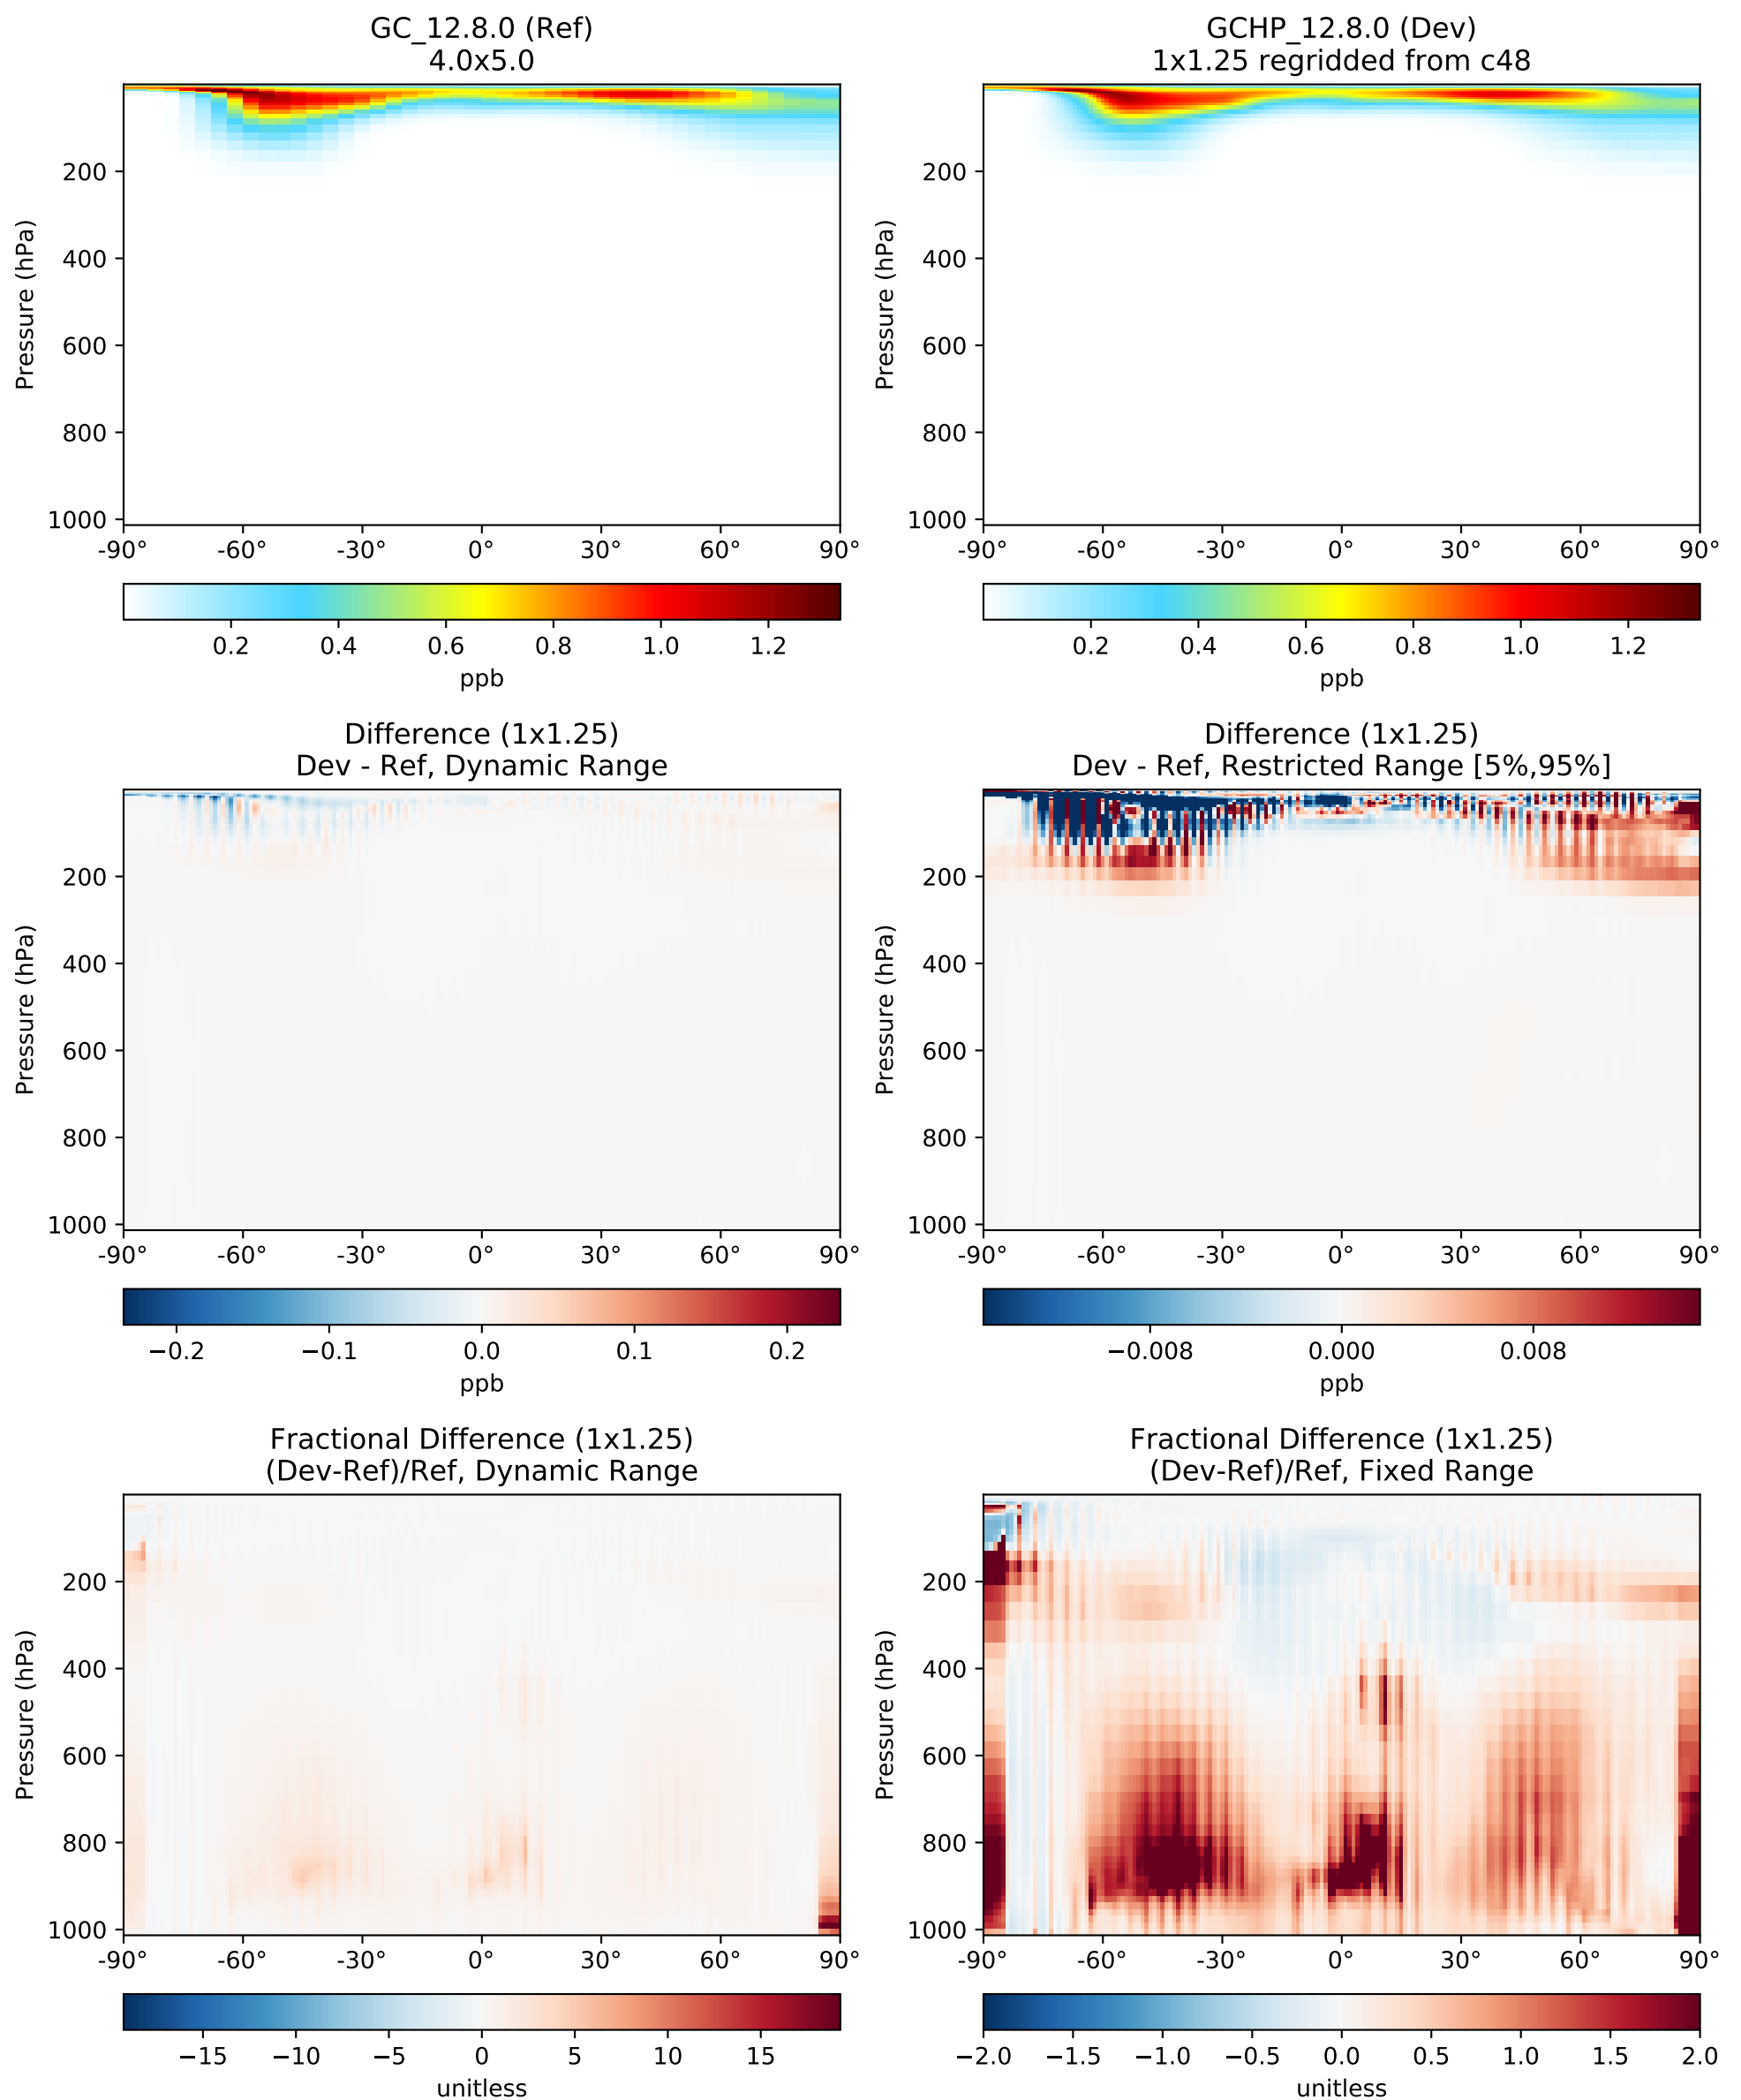 GC_12.8.0 (Ref)
4.0x5.0
Pressure (hPa)
200
400
600
800
1000
-90° -60° -30° 0° 30° 60° 90°
0.2 0.4 0.6 0.8 1.0 1.2
ppb
GCHP_12.8.0 (Dev)
1x1.25 regridded from c48
Pressure (hPa)
200
400
600
800
1000
-90° -60° -30° 0° 30° 60° 90°
0.2 0.4 0.6 0.8 1.0 1.2
ppb
Difference (1x1.25)
Dev - Ref, Dynamic Range
Pressure (hPa)
200
400
600
800
1000
-90° -60° -30° 0° 30° 60° 90°
−0.2 −0.1 0.0 0.1 0.2
ppb
Difference (1x1.25)
Dev - Ref, Restricted Range [5%,95%]
Pressure (hPa)
200
400
600
800
1000
-90° -60° -30° 0° 30° 60° 90°
−0.008 0.000 0.008
ppb
Fractional Difference (1x1.25)
(Dev-Ref)/Ref, Dynamic Range
Pressure (hPa)
200
400
600
800
1000
-90° -60° -30° 0° 30° 60° 90°
−15 −10 −5 0 5 10 15
unitless
Fractional Difference (1x1.25)
(Dev-Ref)/Ref, Fixed Range
Pressure (hPa)
200
400
600
800
1000
-90° -60° -30° 0° 30° 60° 90°
−2.0 −1.5 −1.0 −0.5 0.0 0.5 1.0 1.5 2.0
unitless